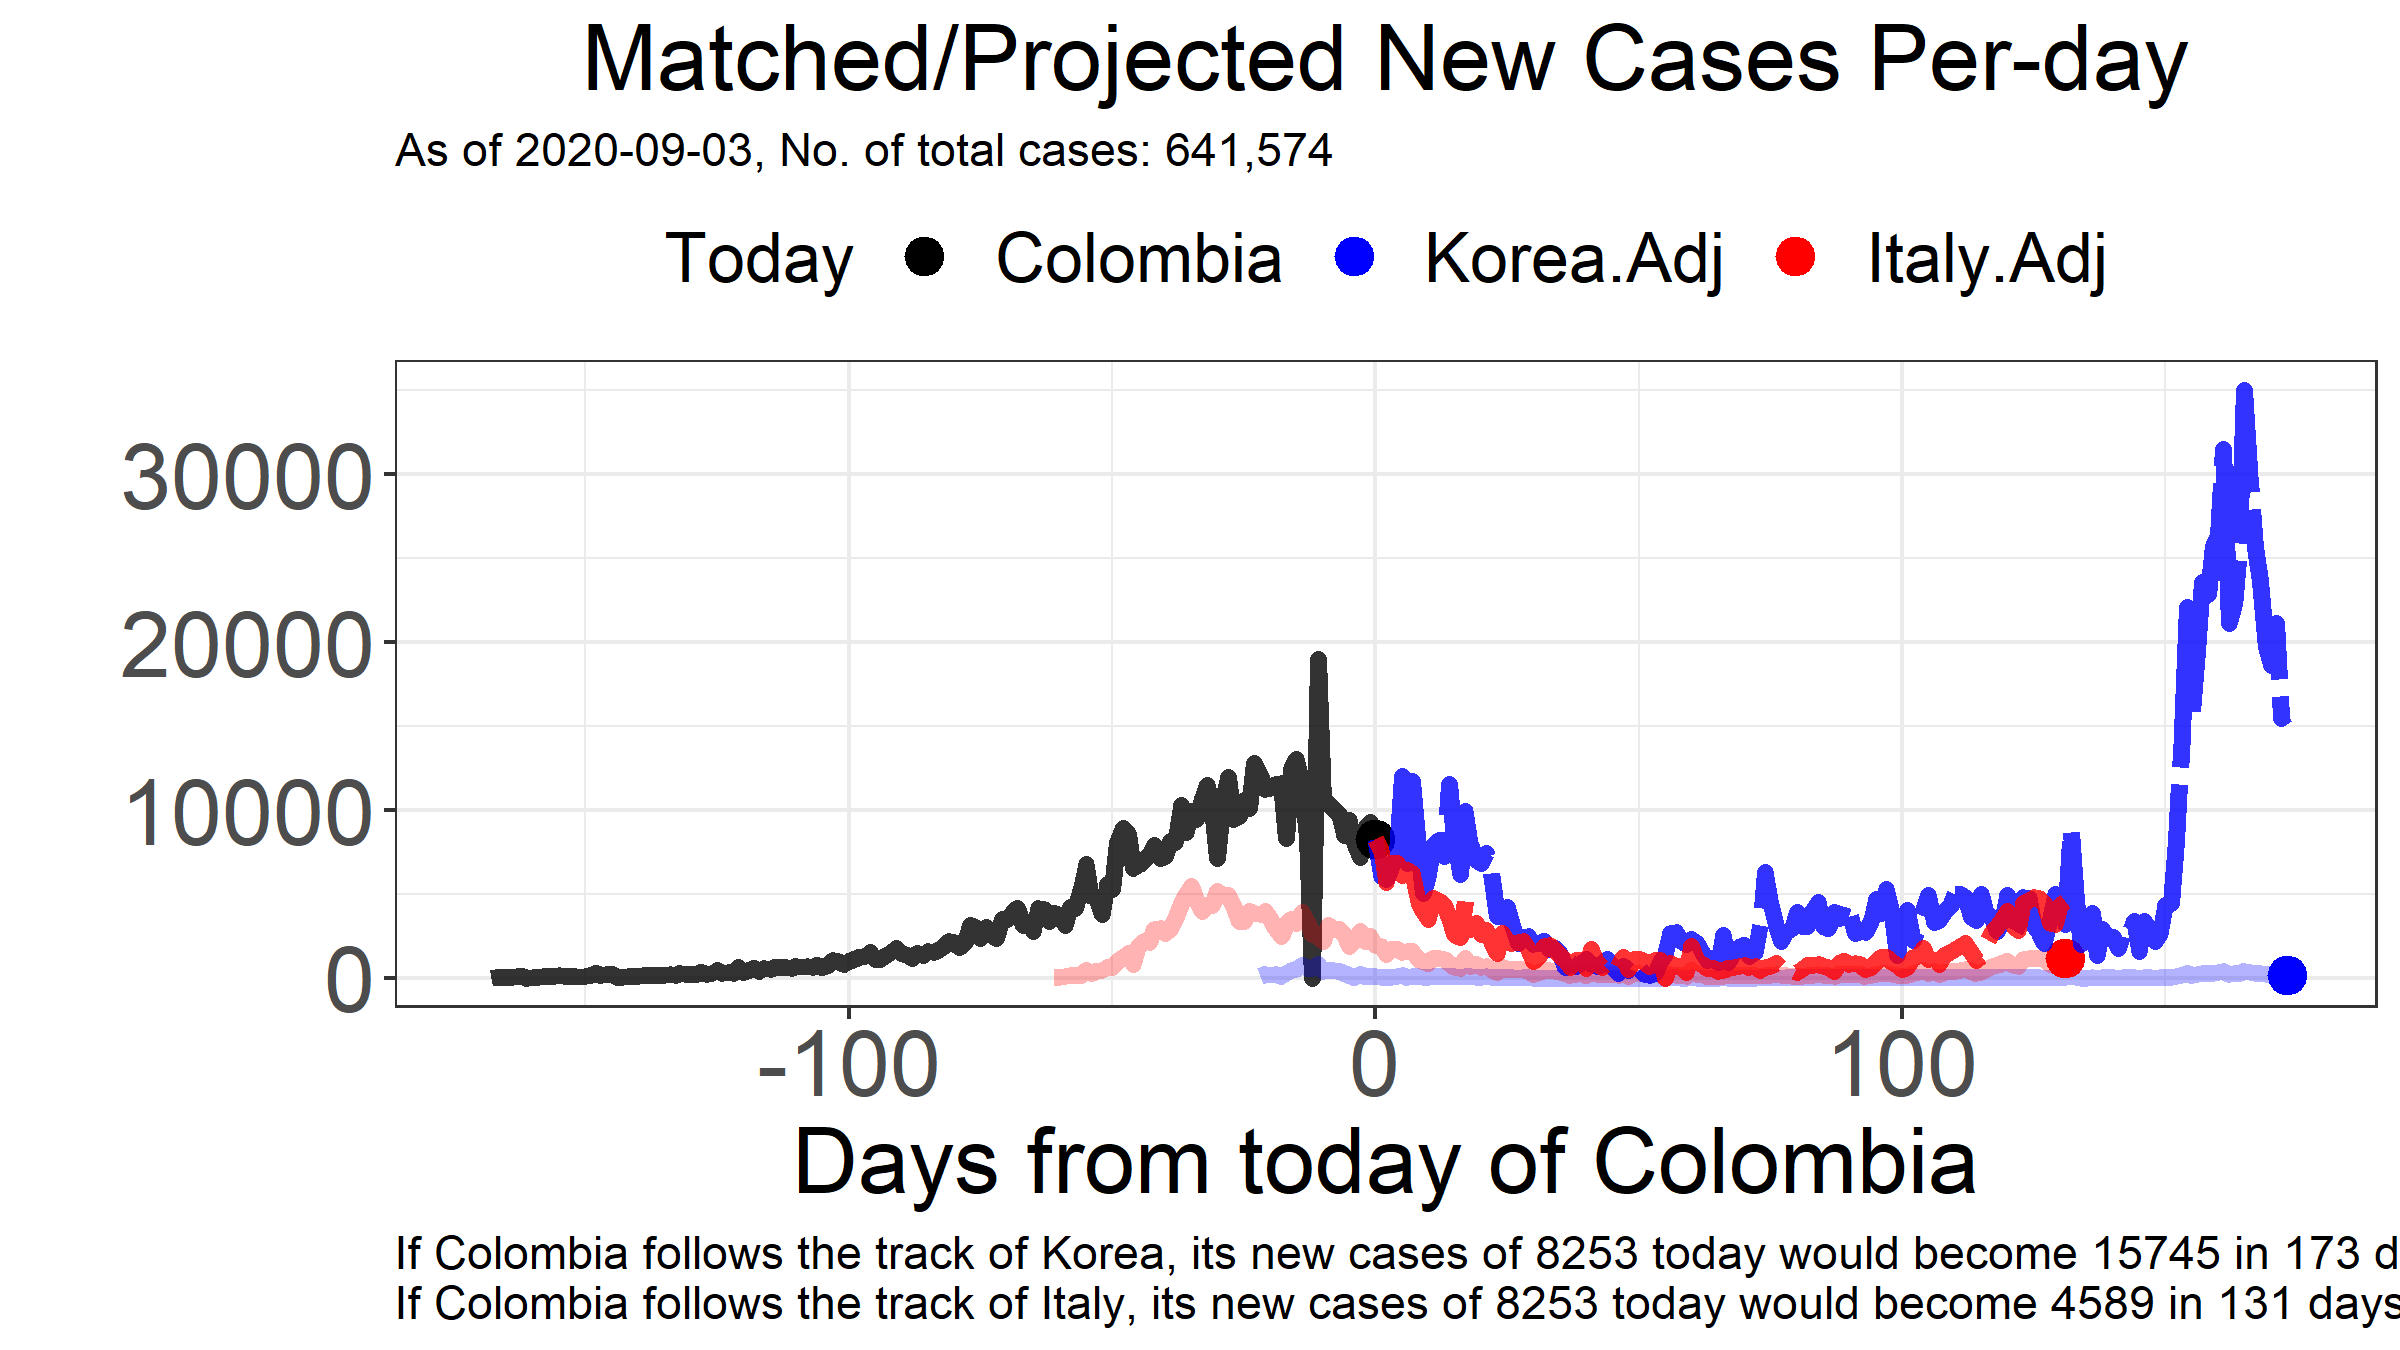 Matched/Projected New Cases Per-day
As of 2020-09-03, No. of total cases: 641,574
Today Colombia Korea.Adj Italy.Adj
30000
20000
10000
0
-100 0 100
Days from today of Colombia
If Colombia follows the track of Korea, its new cases of 8253 today would become 15745 in 173 d
If Colombia follows the track of Italy, its new cases of 8253 today would become 4589 in 131 days